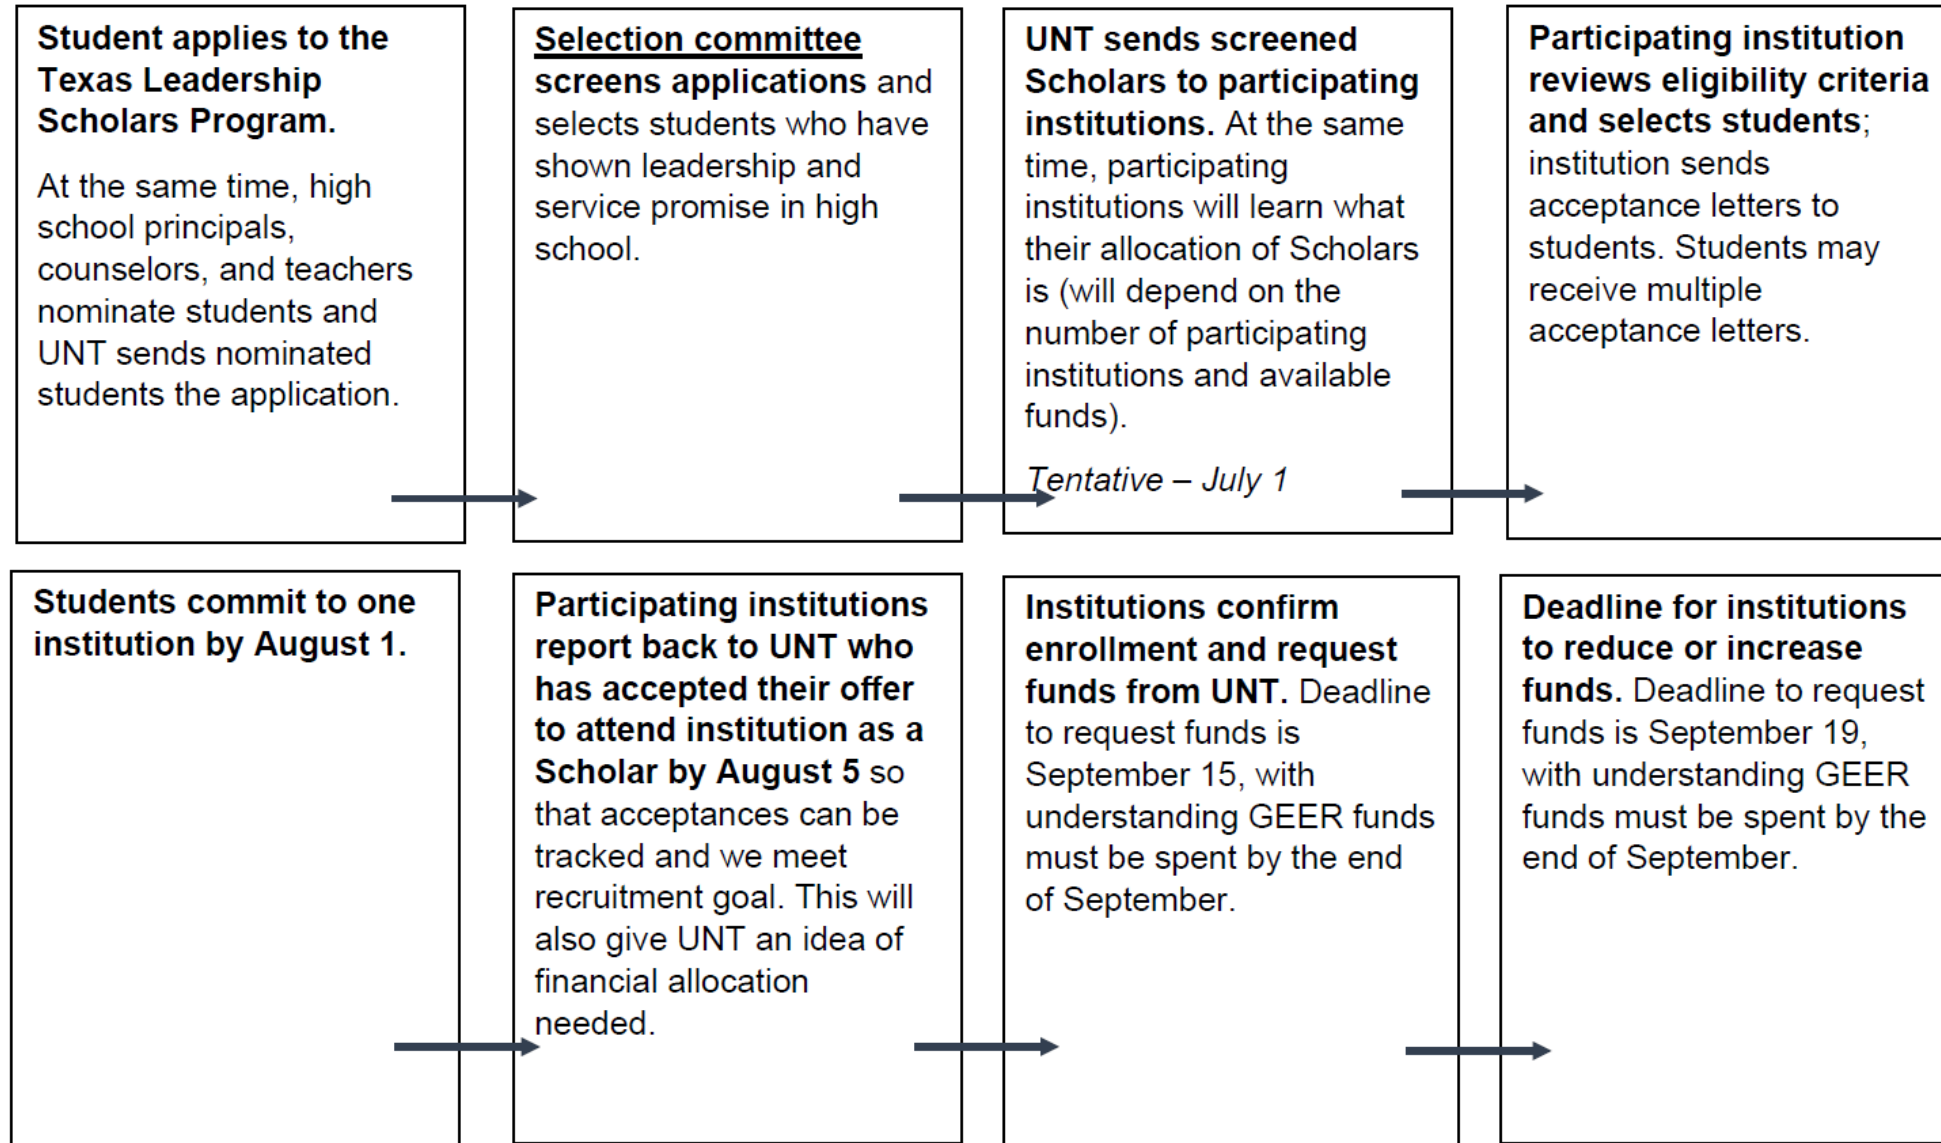 Student applies to the
Texas Leadership
Scholars Program.
At the same time, high
school principals,
counselors, and teachers
nominate students and
UNT sends nominated
students the application.
Selection committee
screens applications and
selects students who have
shown leadership and
service promise in high
school.
UNT sends screened
Scholars to participating
institutions. At the same
time, participating
institutions will learn what
their allocation of Scholars
is (will depend on the
number of participating
institutions and available
funds).
Tentative – July 1
Participating institution
reviews eligibility criteria
and selects students;
institution sends
acceptance letters to
students. Students may
receive multiple
acceptance letters.
Students commit to one
institution by August 1.
Participating institutions
report back to UNT who
has accepted their offer
to attend institution as a
Scholar by August 5 so
that acceptances can be
tracked and we meet
recruitment goal. This will
also give UNT an idea of
financial allocation
needed.
Institutions confirm
enrollment and request
funds from UNT. Deadline
to request funds is
September 15, with
understanding GEER funds
must be spent by the end
of September.
Deadline for institutions
to reduce or increase
funds. Deadline to request
funds is September 19,
with understanding GEER
funds must be spent by the
end of September.